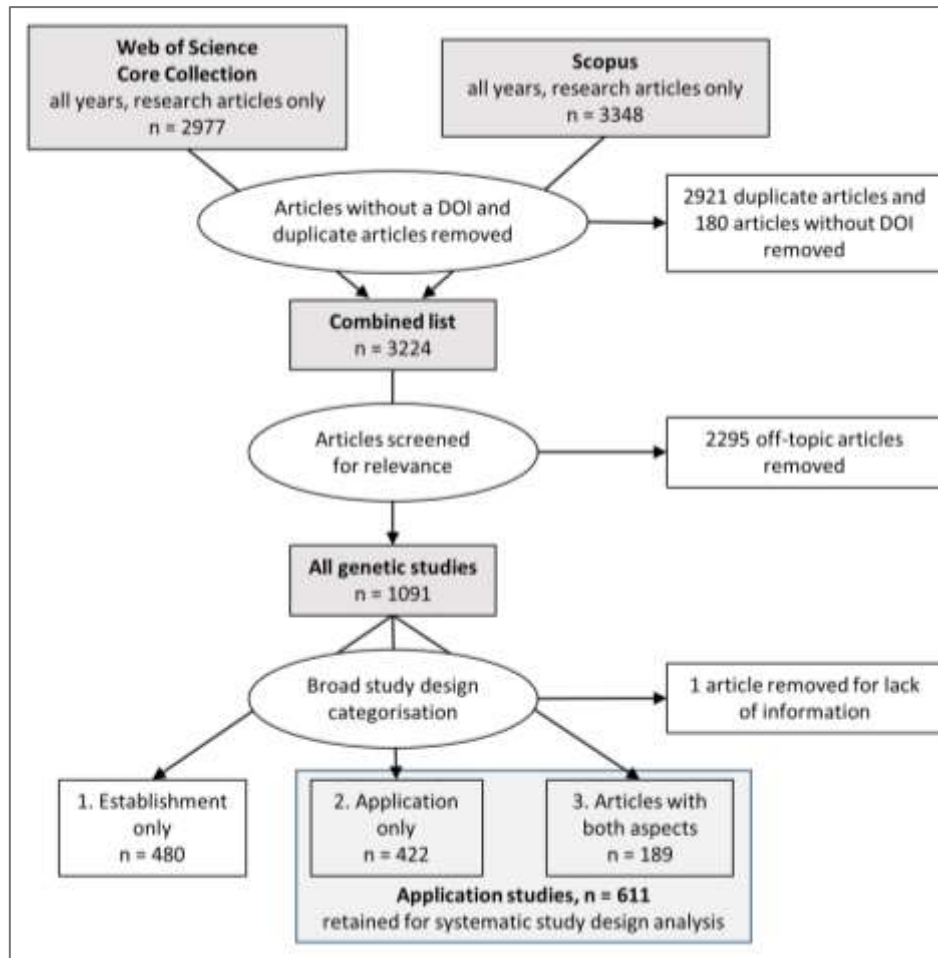 Web of Science
Core Collection
all years, research articles only
n = 2977
Scopus
all years, research articles only
n = 3348
Articles without a DOI and
duplicate articles removed
2921 duplicate articles and
180 articles without DOI
removed
Combined list
n = 3224
Articles screened
for relevance
2295 off-topic articles
removed
All genetic studies
n = 1091
Broad study design
categorisation
1 article removed for lack
of information
1. Establishment
only
n = 480
2. Application
only
n = 422
3. Articles with
both aspects
n = 189
Application studies, n = 611
retained for systematic study design analysis